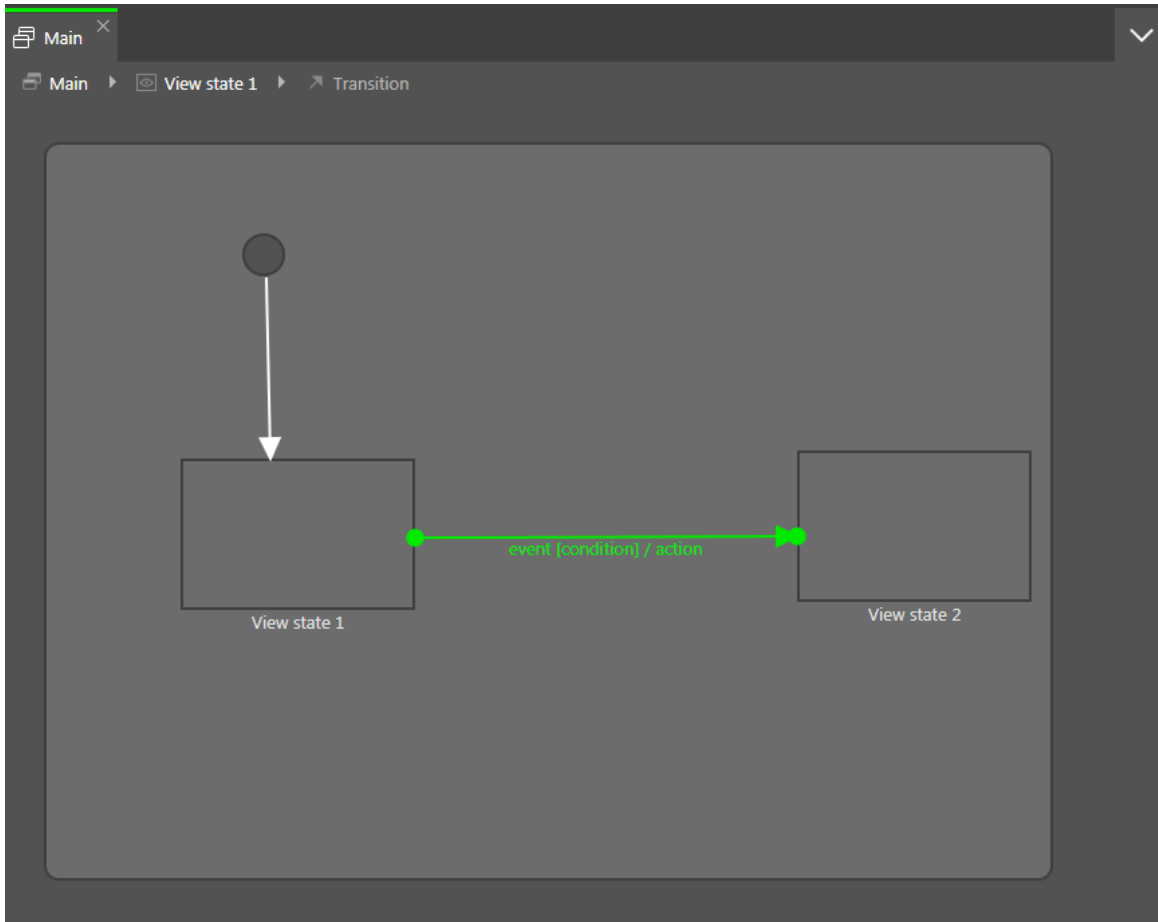 Main
Main View state 1 Transition
event [condition] / action
View state 1
View state 2